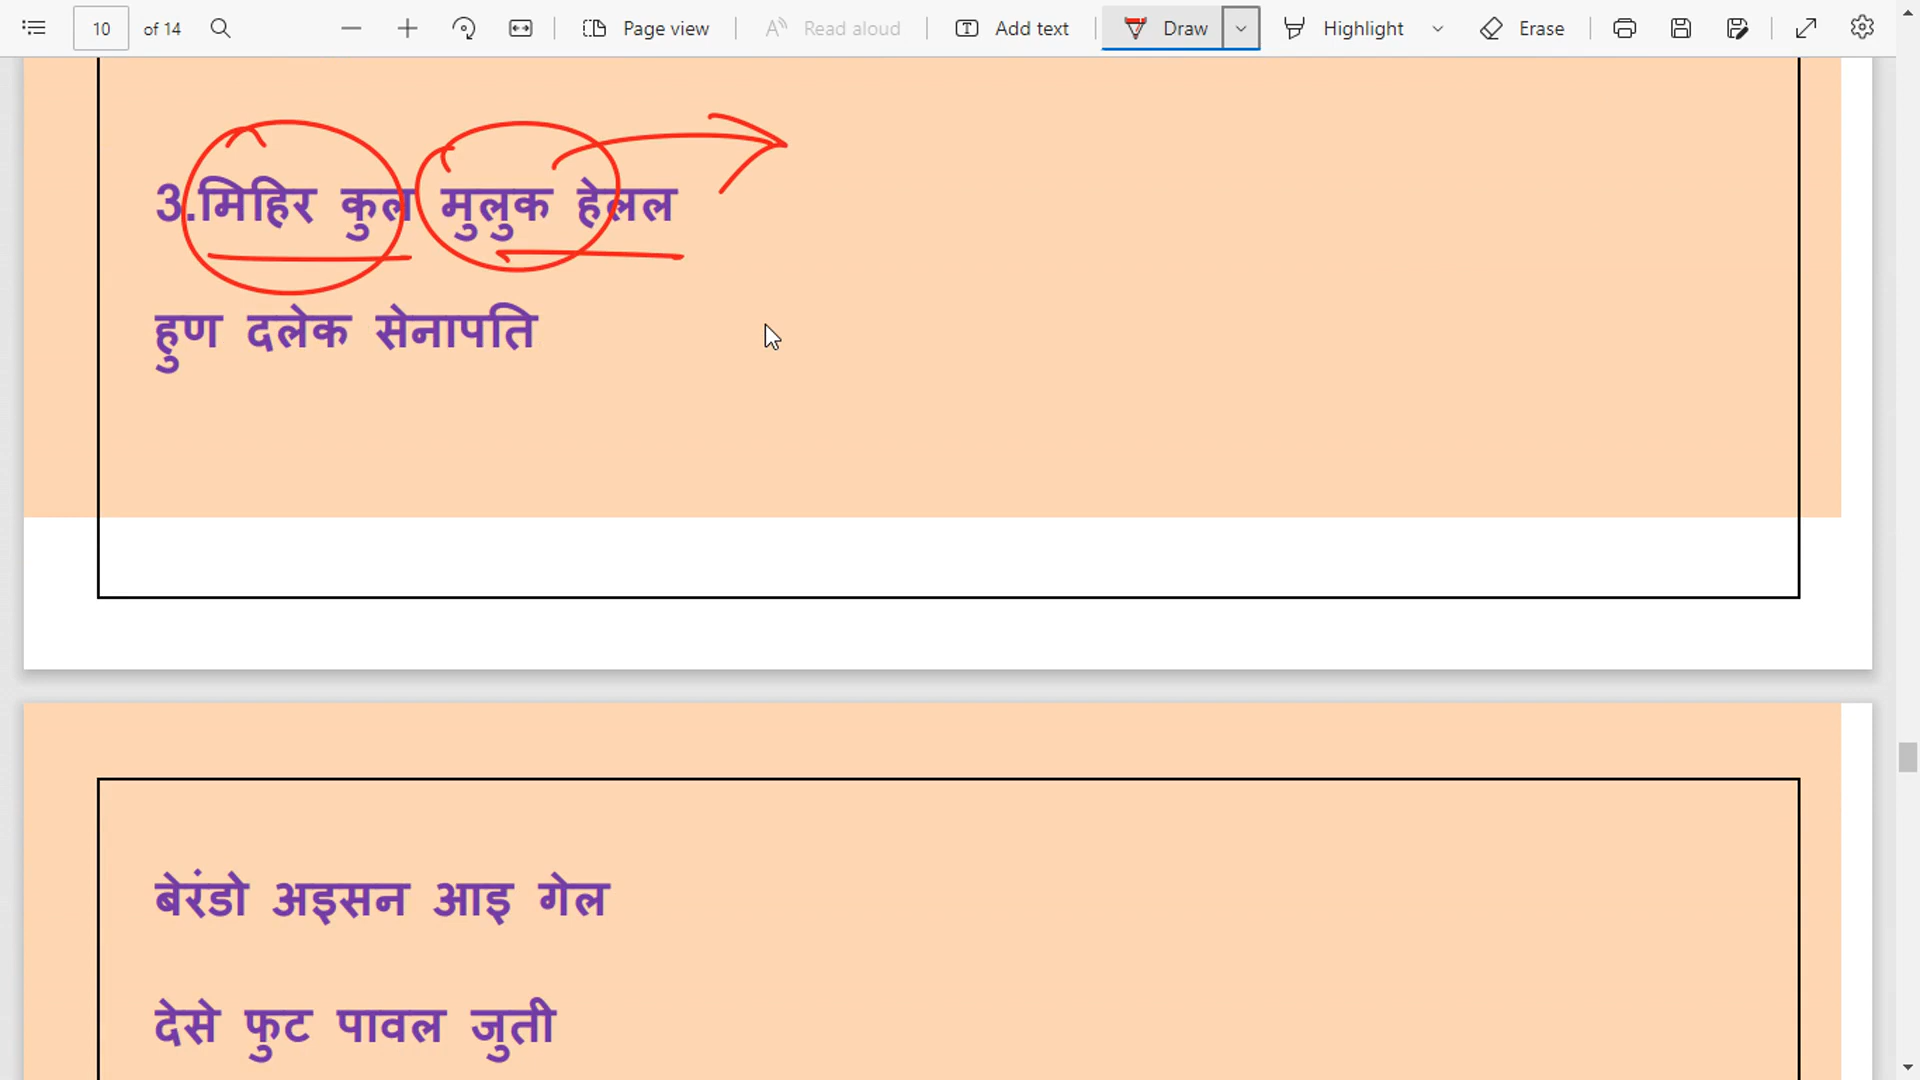 10 of 14 Page view Read aloud Add text Draw Highlight Erase
3.मिहिर कुल मुलुक हेलल
हुण दलेक सेनापति
बेरंडो अइसन आइ गेल
देसे फुट पावल जुती